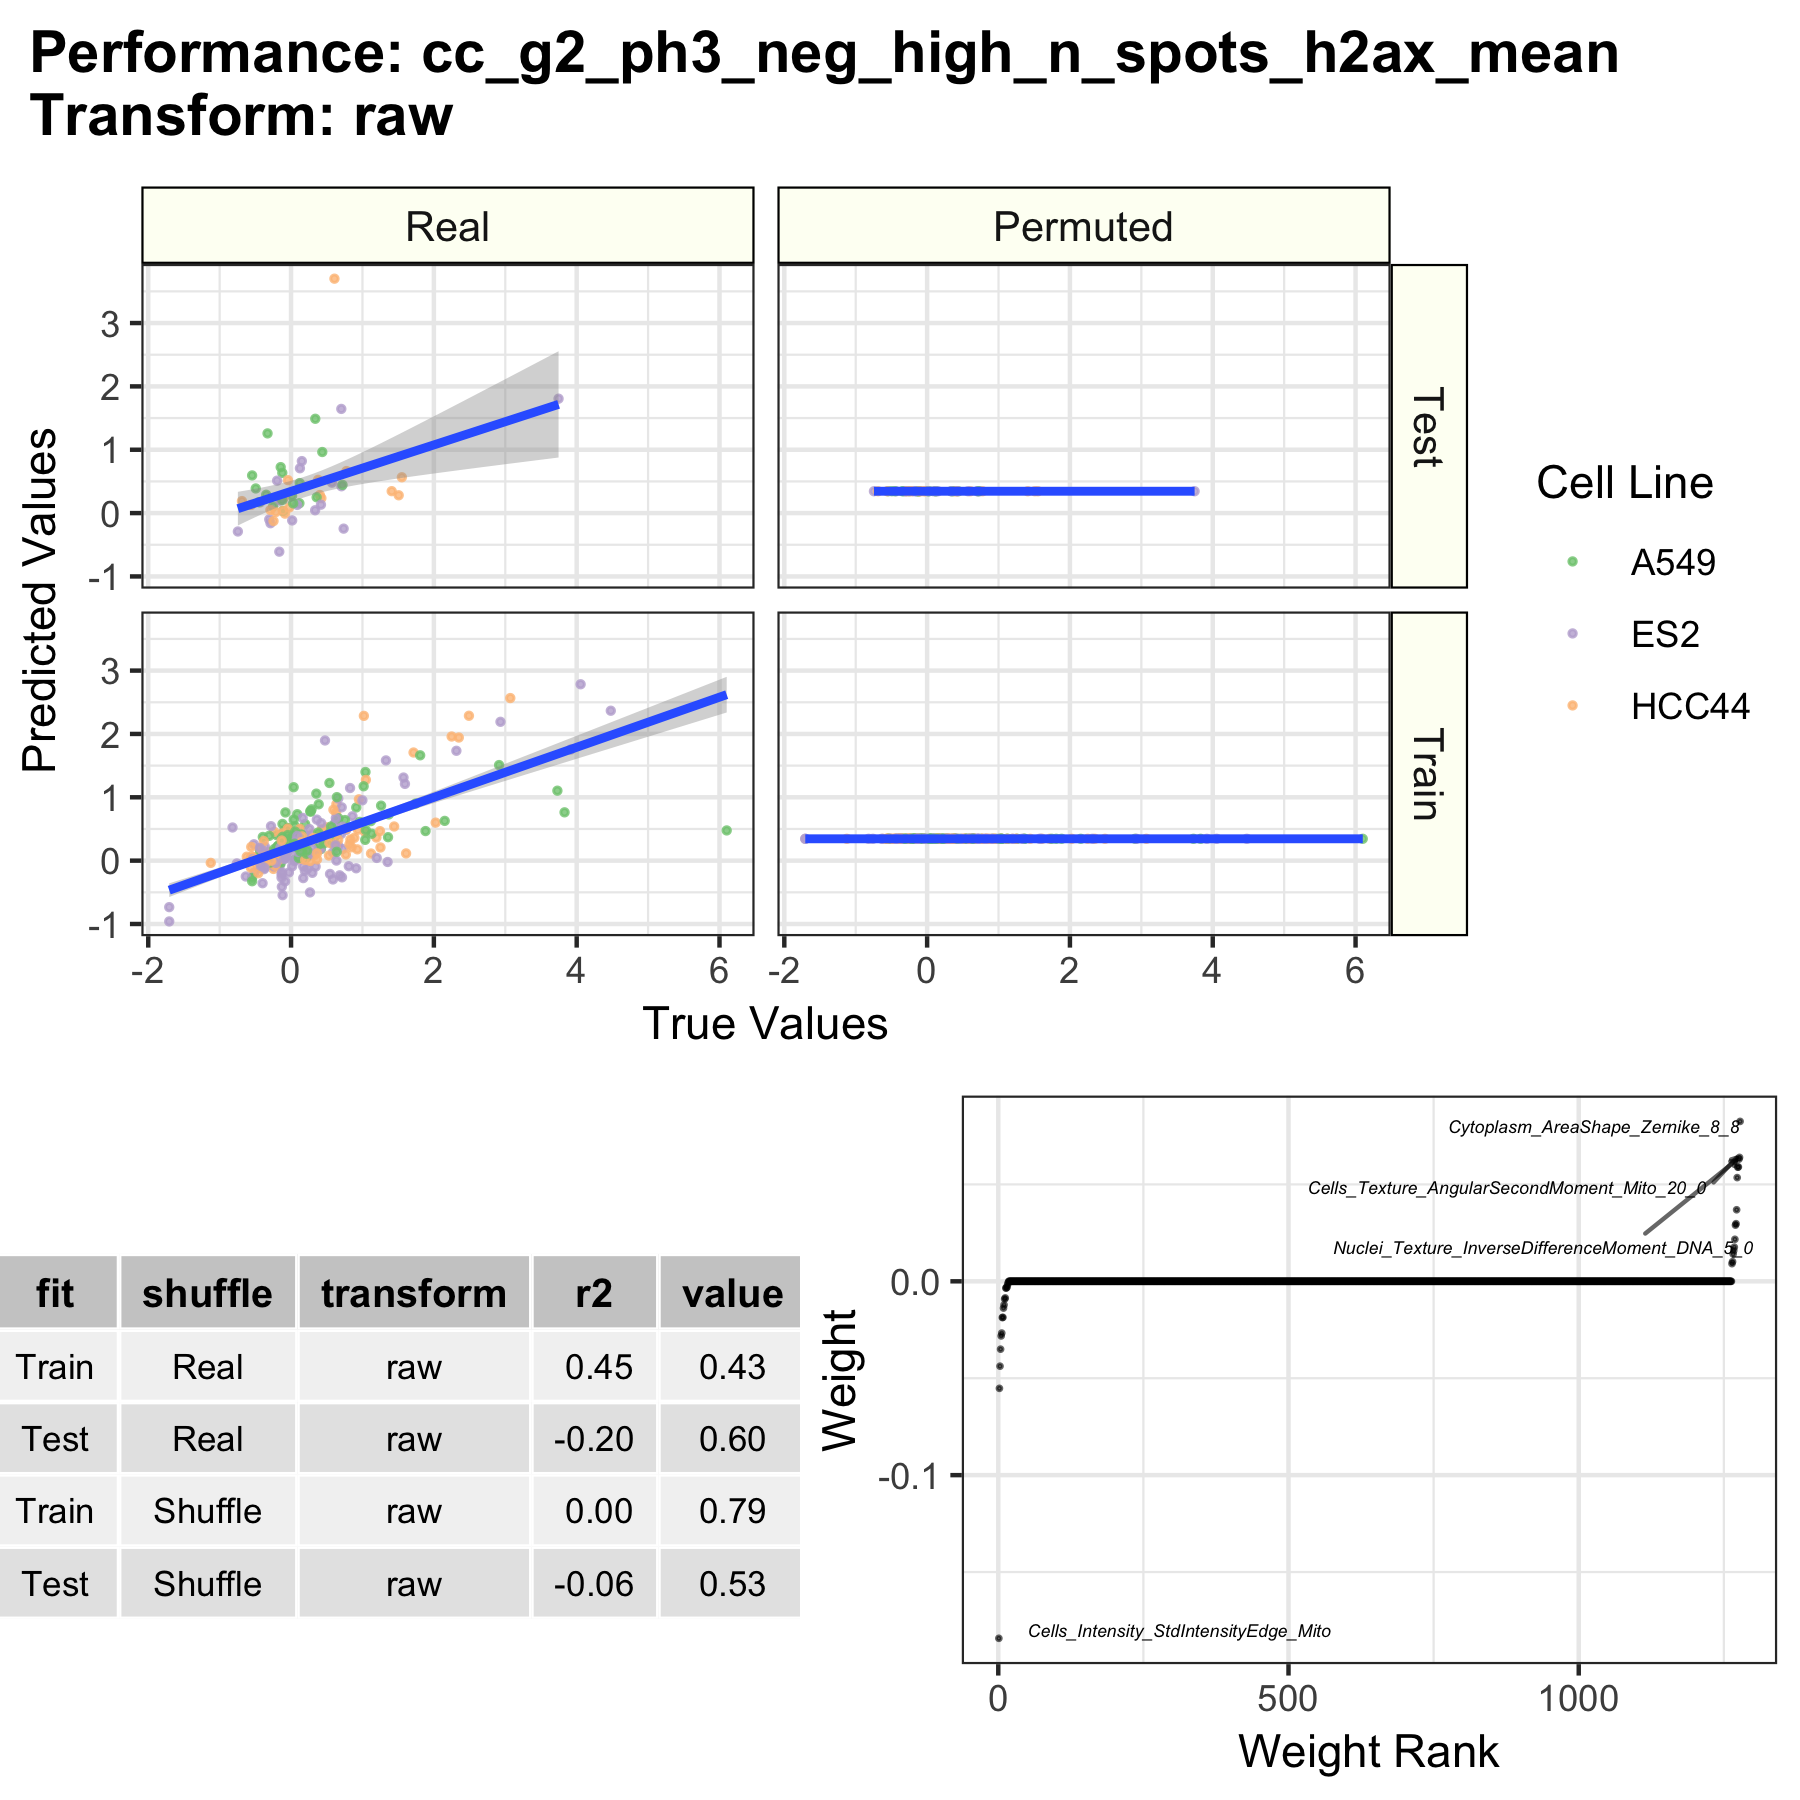 Performance: cc_g2_ph3_neg_high_n_spots_h2ax_mean
Transform: raw
Real
Permuted
3
2
1
0
-1
Test
3
2
1
0
-1
Train
-2 0 2 4 6
-2 0 2 4 6
True Values
Predicted Values
Cell Line
A549
ES2
HCC44
fit shuffle transform r2 value
Train Real raw 0.45 0.43
Test Real raw -0.20 0.60
Train Shuffle raw 0.00 0.79
Test Shuffle raw -0.06 0.53
Cytoplasm_AreaShape_Zernike_8_8
Cells_Texture_AngularSecondMoment_Mito_20_0
Nuclei_Texture_InverseDifferenceMoment_DNA_5_0
Cells_Intensity_StdIntensityEdge_Mito
0.0
-0.1
Weight
0 500 1000
Weight Rank